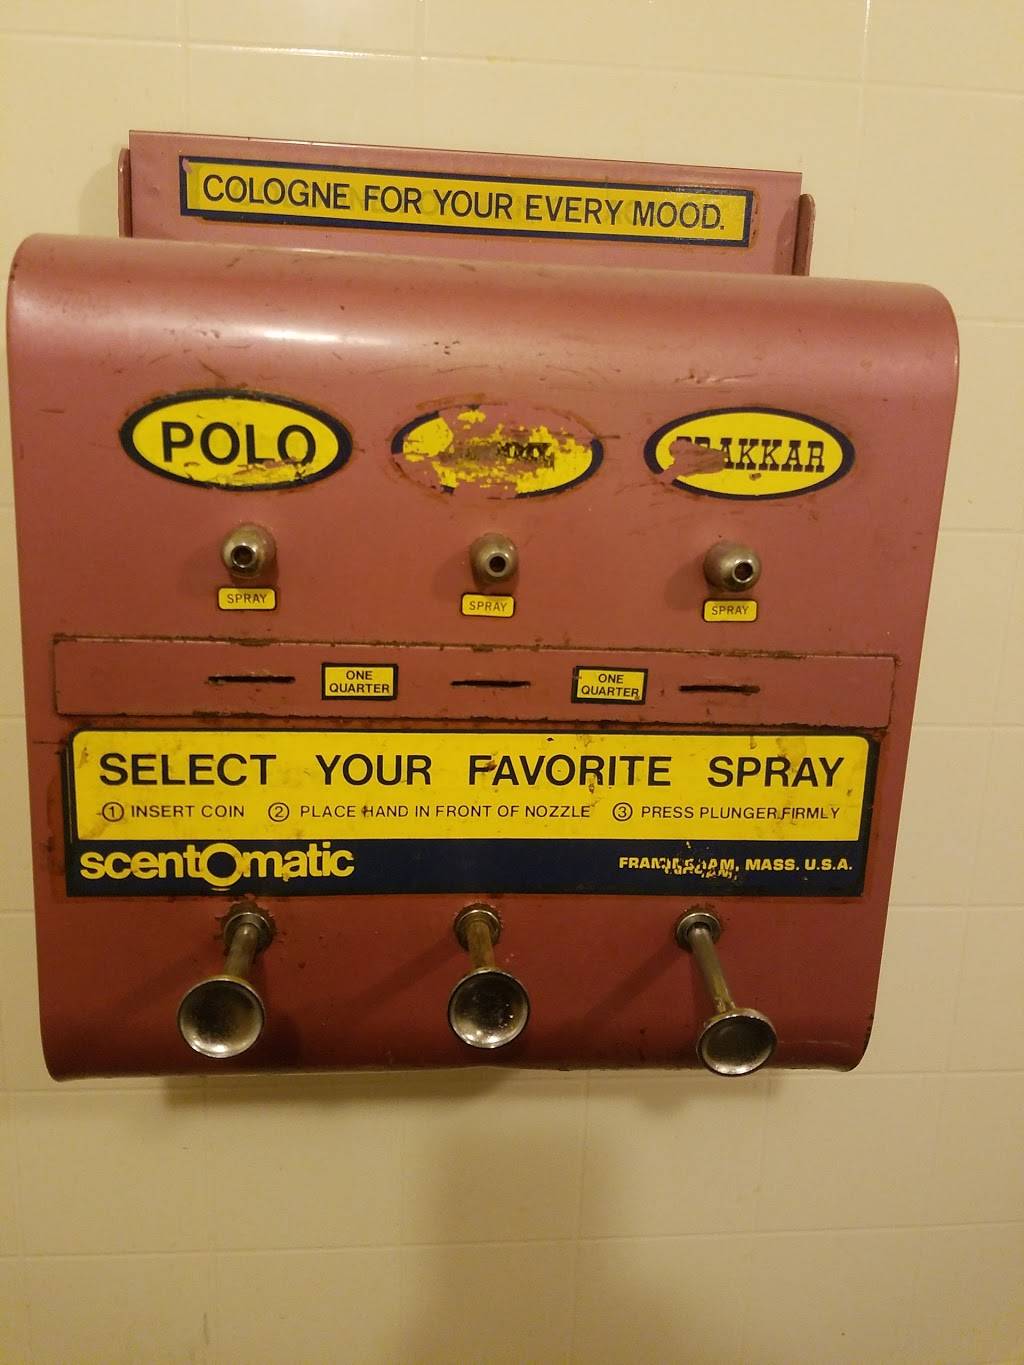 COLOGNE FOR YOUR EVERY MOOD.
POLO
SPRAY SPRAY SPRAY
ONE QUARTER
ONE QUARTER
SELECT YOUR FAVORITE SPRAY
① INSERT COIN ② PLACE HAND IN FRONT OF NOZZLE ③ PRESS PLUNGER FIRMLY
scentOmatic
FRAMINGHAM, MASS. U.S.A.